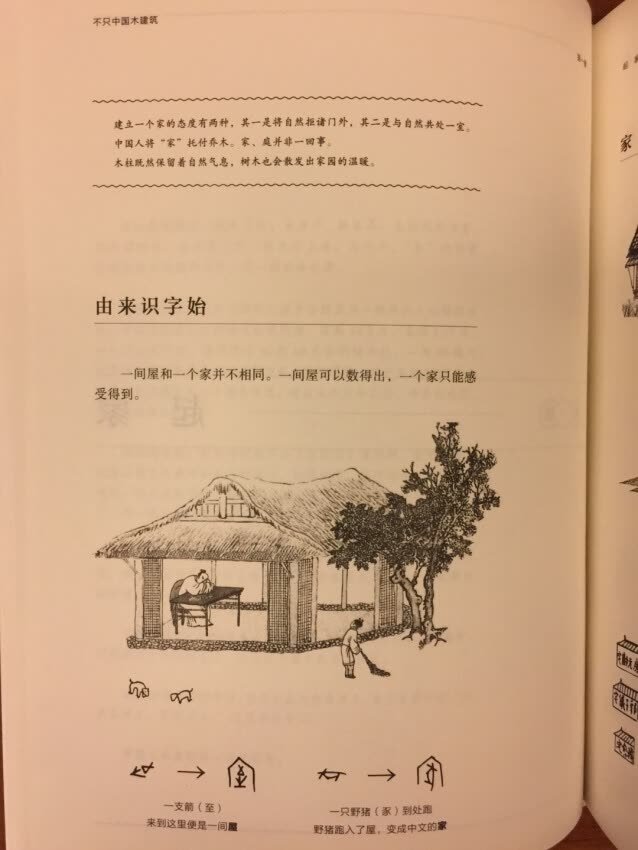 不只中国木建筑
建立一个家的态度有两种，其一是将自然拒诸门外，其二是与自然共处一室。
中国人将“家”托付乔木。家、庭并非一回事。
木柱既然保留着自然气息，树木也会散发出家园的温暖。
由来识字始
一间屋和一个家并不相同。一间屋可以数得出，一个家只能感
受得到。
一支箭（至）
来到这里便是一间屋
一只野猪（豕）到处跑
野猪跑入了屋，变成中文的家
家